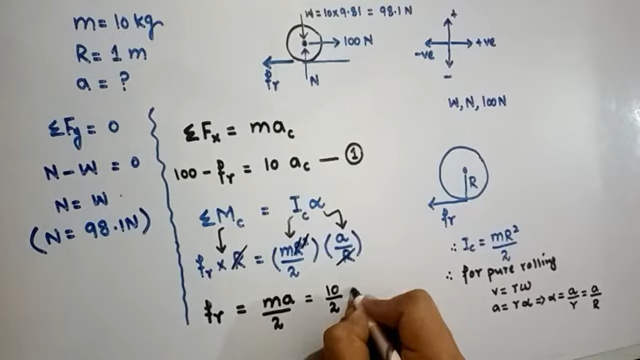 m = 10 kg
R = 1 m
a = ?
W = 10×9.81 = 98.1N
100 N
fr
N
+
-ve
+ve
-
W, N, 100N
ΣFy = 0
N - W = 0
N = W
(N = 98.1N)
ΣFx = mac
100 - fr = 10 ac — ①
ΣMc = Ic α
fr × R = (mR²/2) (a/R)
fr = ma/2 = 10/2
R
fr
∴ Ic = mR²/2
∴ for pure rolling
v = rω
a = rα ⇒ α = a/r = a/R